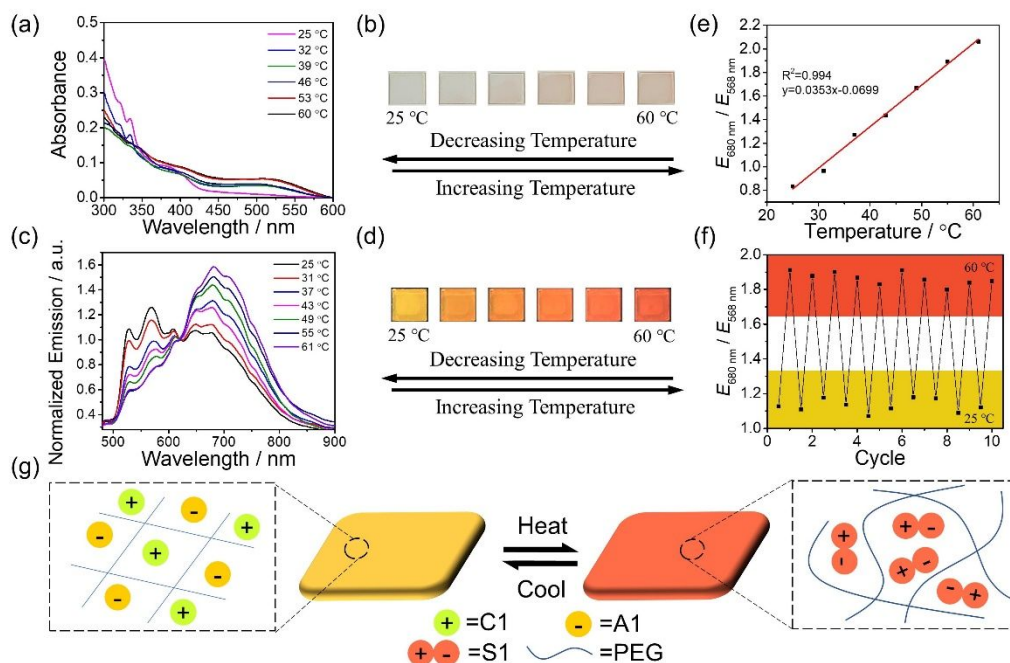 (a)
0.5
0.4
0.3
0.2
0.1
0.0
Absorbance
25 °C
32 °C
39 °C
46 °C
53 °C
60 °C
300 350 400 450 500 550 600
Wavelength / nm
(b)
25 °C
60 °C
Decreasing Temperature
Increasing Temperature
(e)
2.2
2.0
1.8
1.6
1.4
1.2
1.0
0.8
E680 nm / E568 nm
R²=0.994
y=0.0353x-0.0699
20 30 40 50 60
Temperature / °C
(c)
1.6
1.4
1.2
1.0
0.8
0.6
0.4
Normalized Emission / a.u.
25 °C
31 °C
37 °C
43 °C
49 °C
55 °C
61 °C
500 600 700 800 900
Wavelength / nm
(d)
25 °C
60 °C
Decreasing Temperature
Increasing Temperature
(f)
2.0
1.8
1.6
1.4
1.2
1.0
E680 nm / E568 nm
60 °C
25 °C
0 2 4 6 8 10
Cycle
(g)
+ - + - + - - +
Heat
Cool
+ - + - + - - +
+ =C1
- =A1
+ - =S1
=PEG